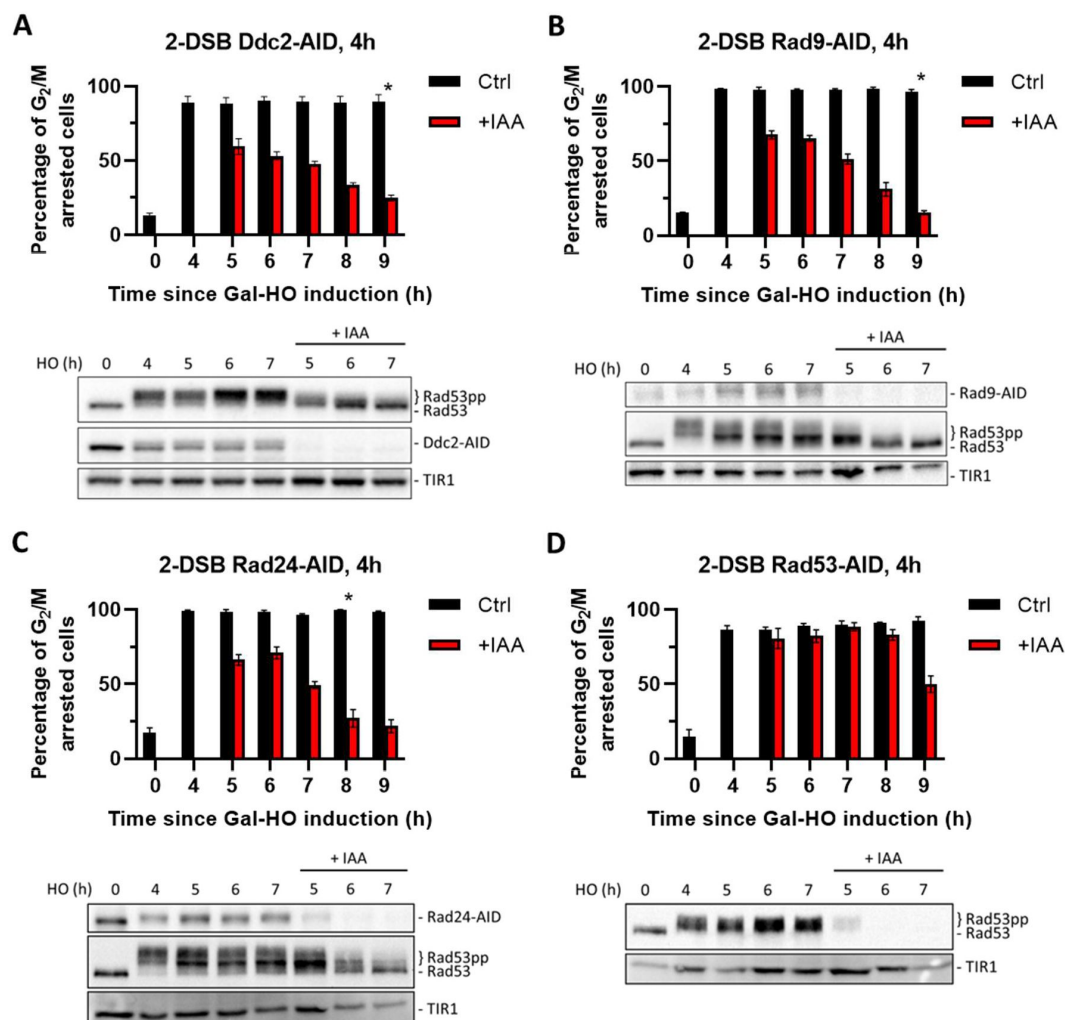 A
2-DSB Ddc2-AID, 4h
Percentage of G₂/M
arrested cells
100
50
0
*
Ctrl
+IAA
0 4 5 6 7 8 9
Time since Gal-HO induction (h)
+ IAA
HO (h) 0 4 5 6 7 5 6 7
} Rad53pp
- Rad53
- Ddc2-AID
- TIR1
B
2-DSB Rad9-AID, 4h
Percentage of G₂/M
arrested cells
100
50
0
*
Ctrl
+IAA
0 4 5 6 7 8 9
Time since Gal-HO induction (h)
+ IAA
HO (h) 0 4 5 6 7 5 6 7
- Rad9-AID
} Rad53pp
- Rad53
- TIR1
C
2-DSB Rad24-AID, 4h
Percentage of G₂/M
arrested cells
100
50
0
*
Ctrl
+IAA
0 4 5 6 7 8 9
Time since Gal-HO induction (h)
+ IAA
HO (h) 0 4 5 6 7 5 6 7
- Rad24-AID
} Rad53pp
- Rad53
- TIR1
D
2-DSB Rad53-AID, 4h
Percentage of G₂/M
arrested cells
100
50
0
Ctrl
+IAA
0 4 5 6 7 8 9
Time since Gal-HO induction (h)
+ IAA
HO (h) 0 4 5 6 7 5 6 7
} Rad53pp
- Rad53
- TIR1